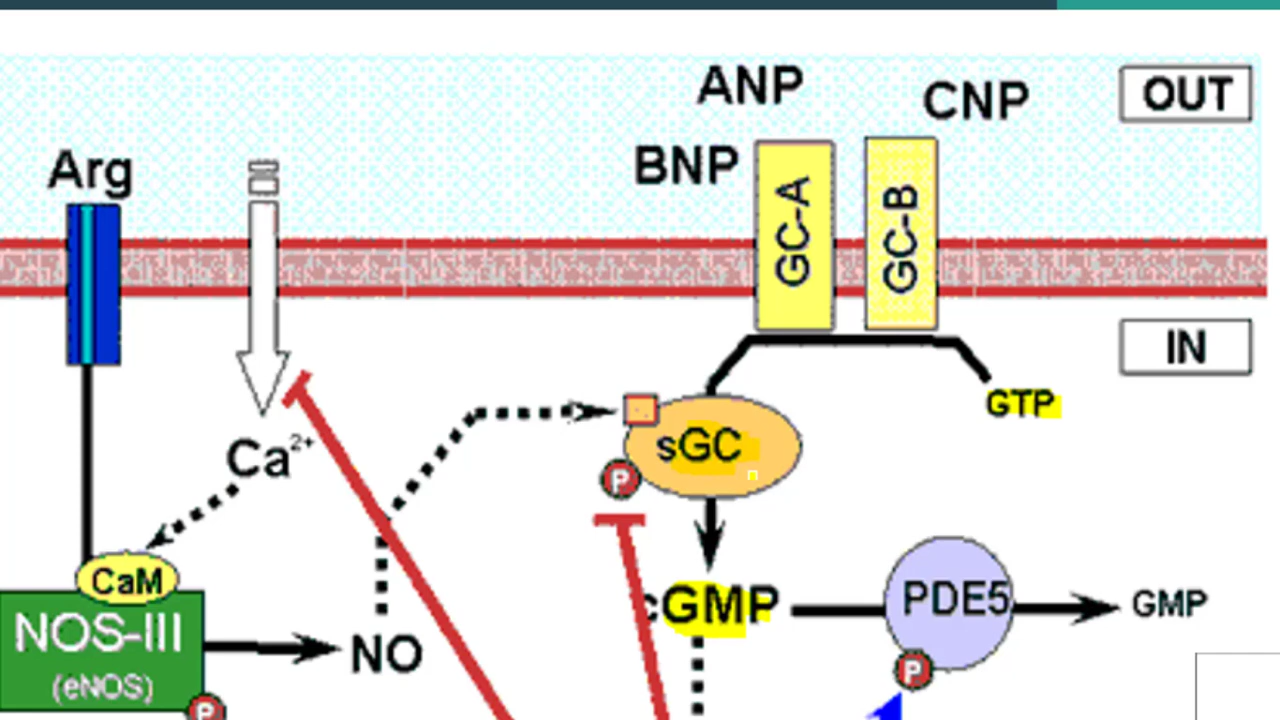 ANP
CNP
OUT
Arg
BNP
GC-A
GC-B
IN
GTP
sGC
P
Ca²⁺
CaM
NOS-III
(eNOS)
NO
cGMP
PDE5
GMP
P
P